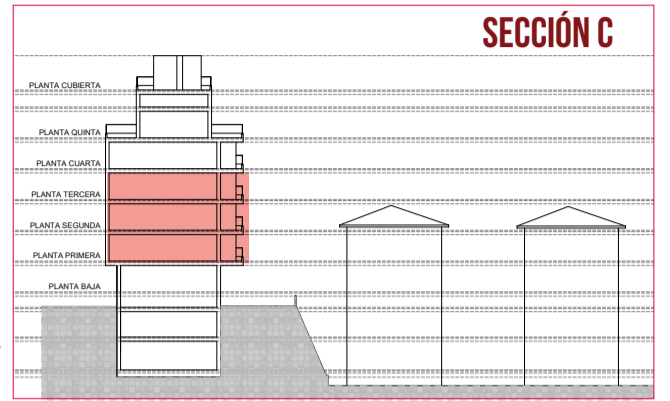 SECCIÓN C
PLANTA CUBIERTA
PLANTA QUINTA
PLANTA CUARTA
PLANTA TERCERA
PLANTA SEGUNDA
PLANTA PRIMERA
PLANTA BAJA